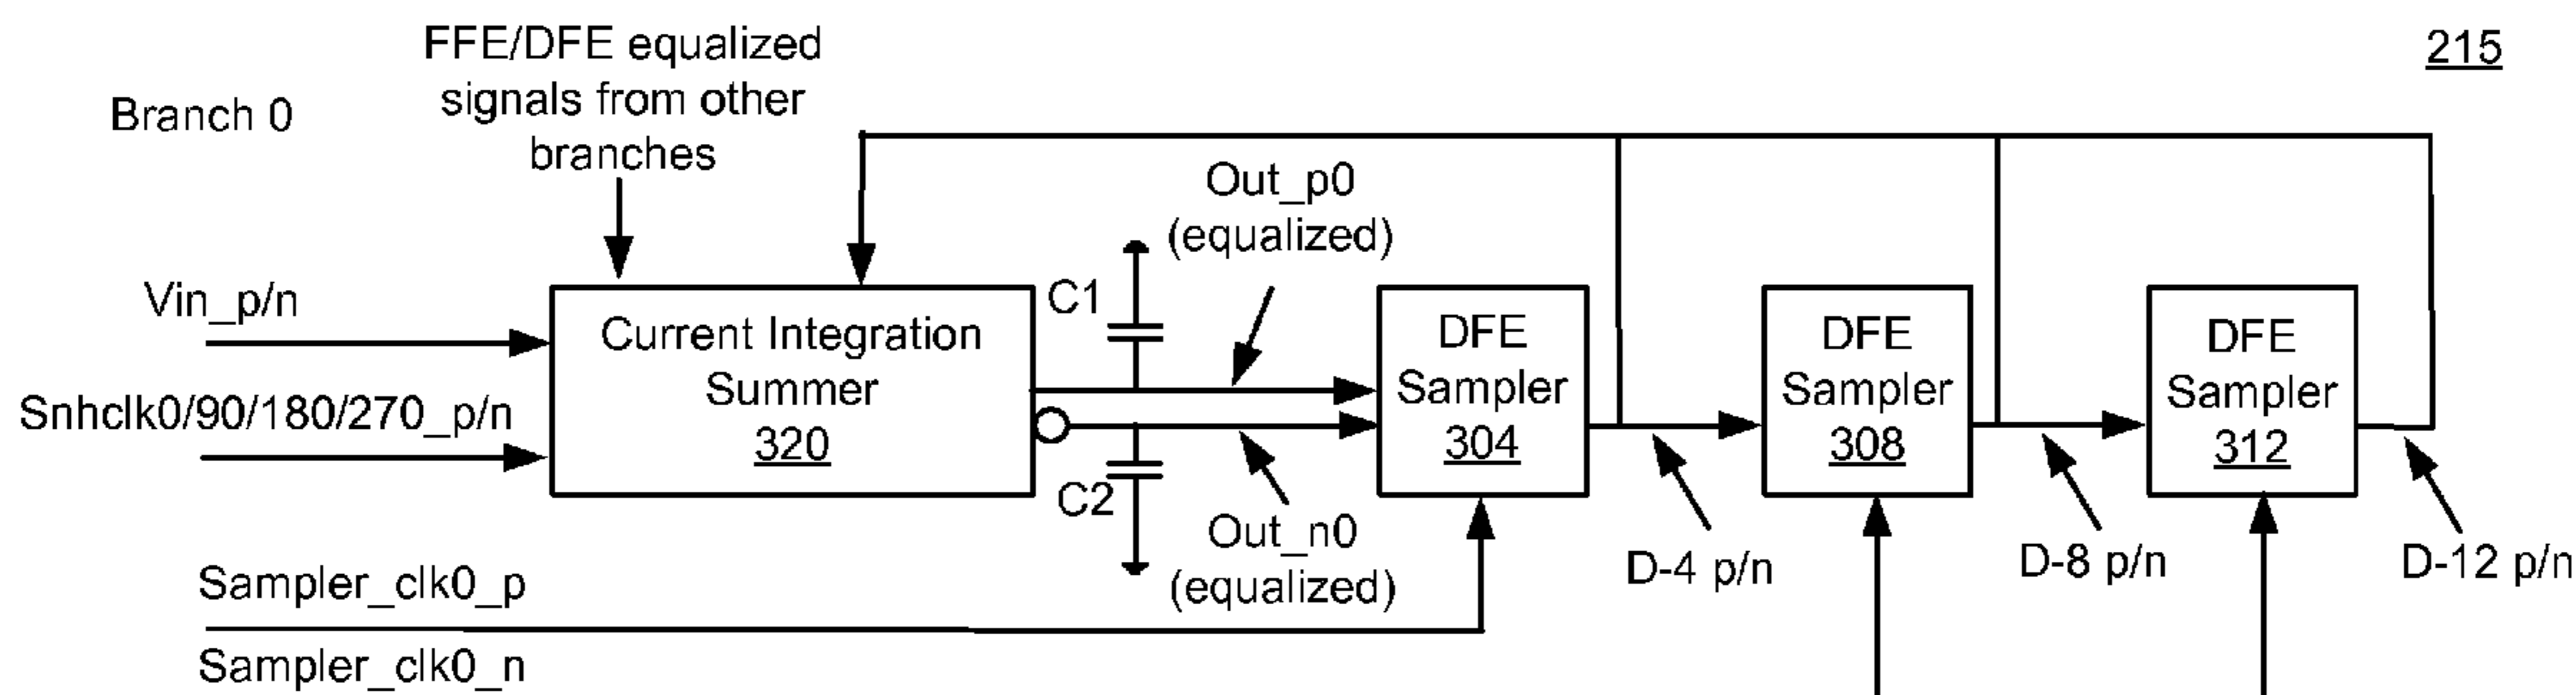 215
Branch 0
FFE/DFE equalized
signals from other
branches
Out_p0
(equalized)
Vin_p/n
C1
Current Integration
Summer
320
Snhclk0/90/180/270_p/n
C2
Out_n0
(equalized)
DFE
Sampler
304
DFE
Sampler
308
DFE
Sampler
312
D-4 p/n
D-8 p/n
D-12 p/n
Sampler_clk0_p
Sampler_clk0_n